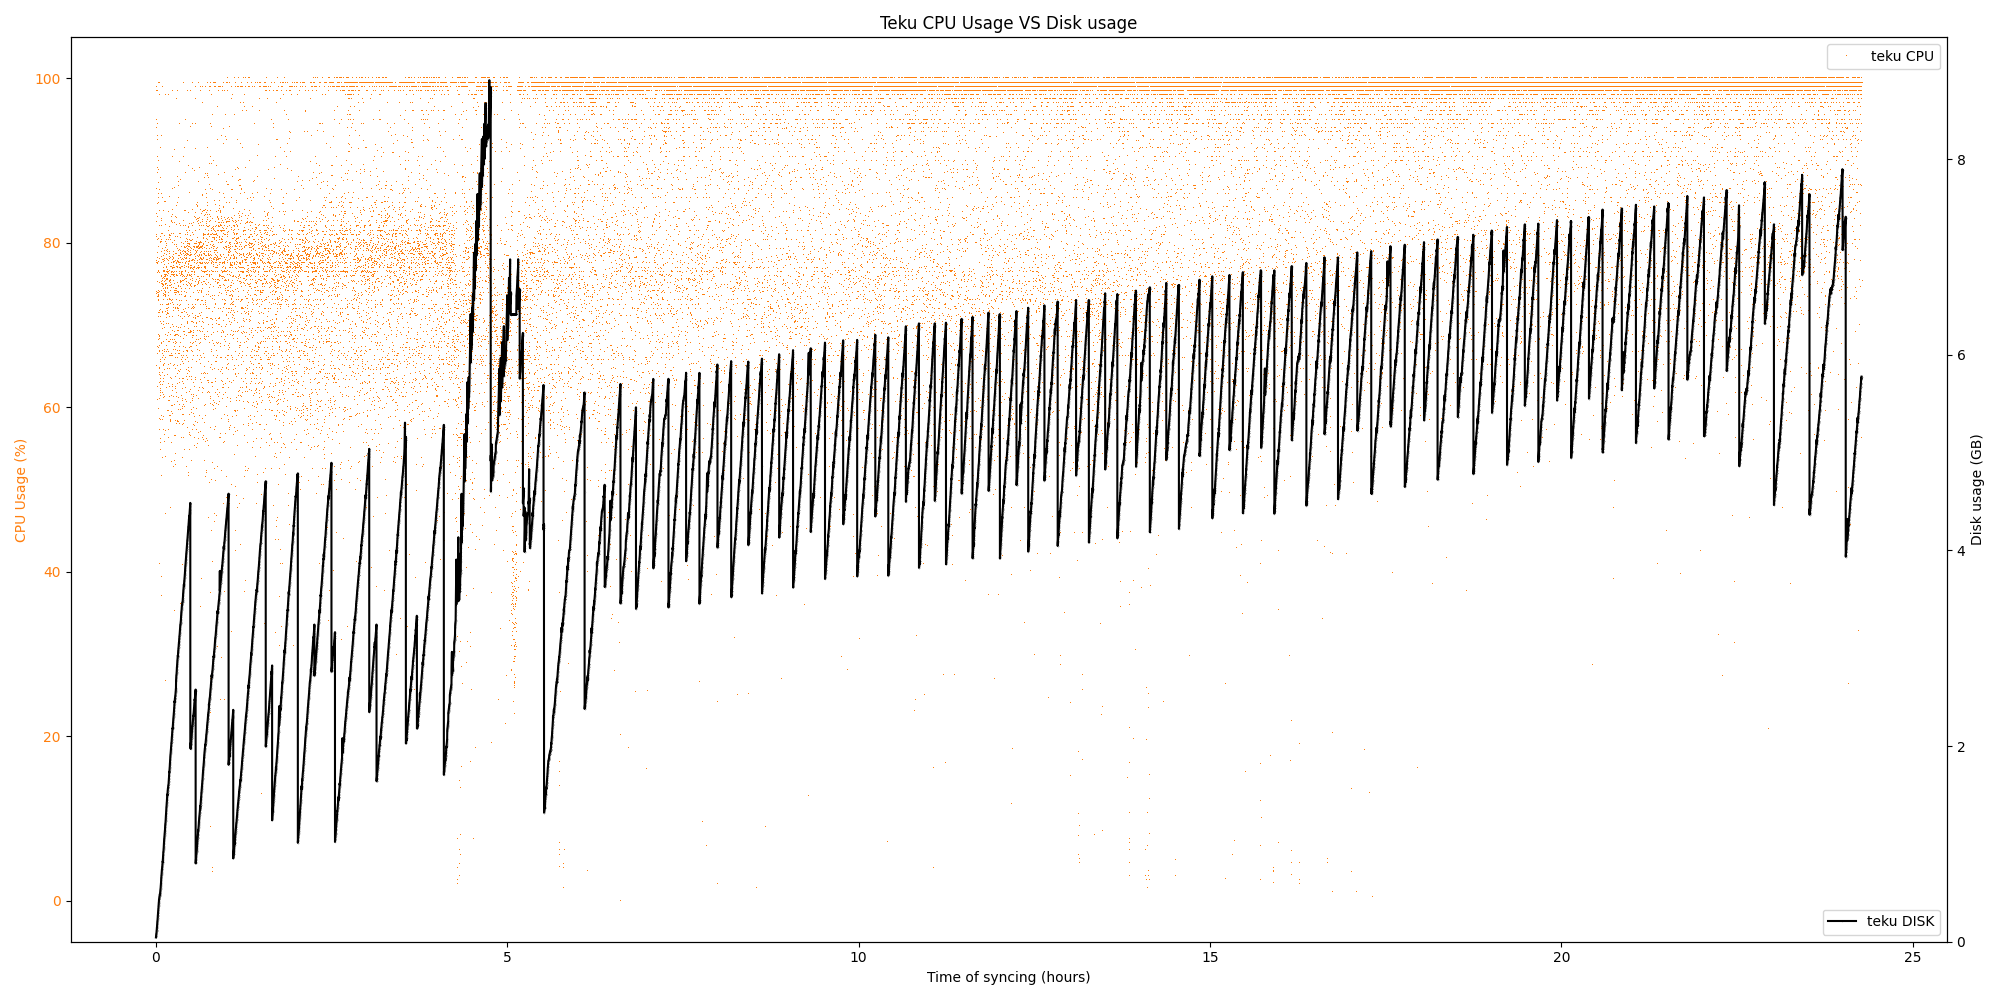 Teku CPU Usage VS Disk usage
teku CPU
100
80
60
40
20
0
CPU Usage (%)
8
6
4
2
0
Disk usage (GB)
teku DISK
0 5 10 15 20 25
Time of syncing (hours)